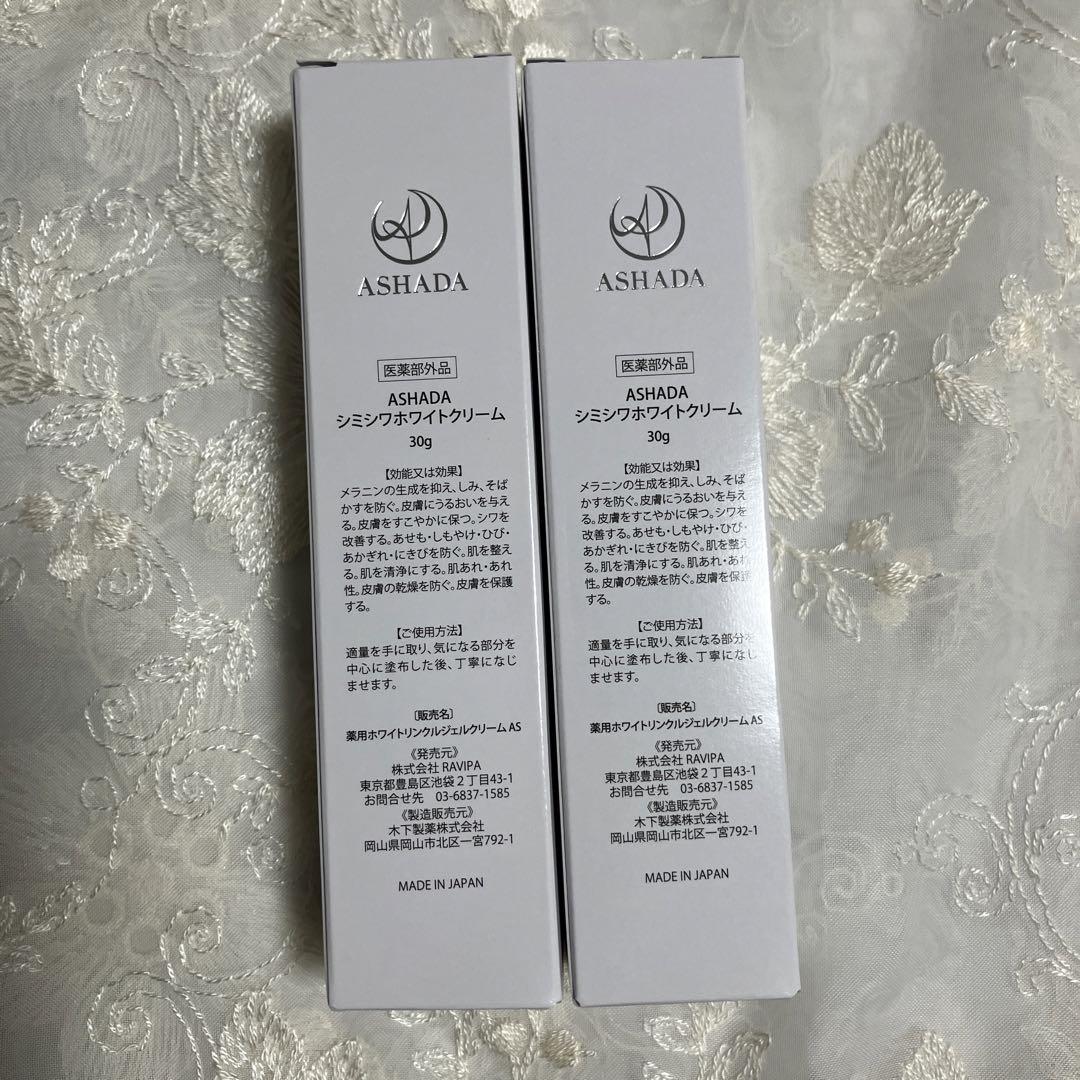 ASHADA
医薬部外品
ASHADA
シミシワホワイトクリーム
30g
【効能又は効果】
メラニンの生成を抑え、しみ、そば
かすを防ぐ。皮膚にうるおいを与え
る。皮膚をすこやかに保つ。シワを
改善する。あせも・しもやけ・ひび・
あかぎれ・にきびを防ぐ。肌を整え
る。肌を清浄にする。肌あれ・あれ
性。皮膚の乾燥を防ぐ。皮膚を保護
する。
【ご使用方法】
適量を手に取り、気になる部分を
中心に塗布した後、丁寧になじ
ませます。
〔販売名〕
薬用ホワイトリンクルジェルクリーム AS
《発売元》
株式会社 RAVIPA
東京都豊島区池袋２丁目43-1
お問合せ先　03-6837-1585
《製造販売元》
木下製薬株式会社
岡山県岡山市北区一宮792-1
MADE IN JAPAN
ASHADA
医薬部外品
ASHADA
シミシワホワイトクリーム
30g
【効能又は効果】
メラニンの生成を抑え、しみ、そば
かすを防ぐ。皮膚にうるおいを与え
る。皮膚をすこやかに保つ。シワを
改善する。あせも・しもやけ・ひび・
あかぎれ・にきびを防ぐ。肌を整え
る。肌を清浄にする。肌あれ・あれ
性。皮膚の乾燥を防ぐ。皮膚を保護
する。
【ご使用方法】
適量を手に取り、気になる部分を
中心に塗布した後、丁寧になじ
ませます。
〔販売名〕
薬用ホワイトリンクルジェルクリーム AS
《発売元》
株式会社 RAVIPA
東京都豊島区池袋２丁目43-1
お問合せ先　03-6837-1585
《製造販売元》
木下製薬株式会社
岡山県岡山市北区一宮792-1
MADE IN JAPAN